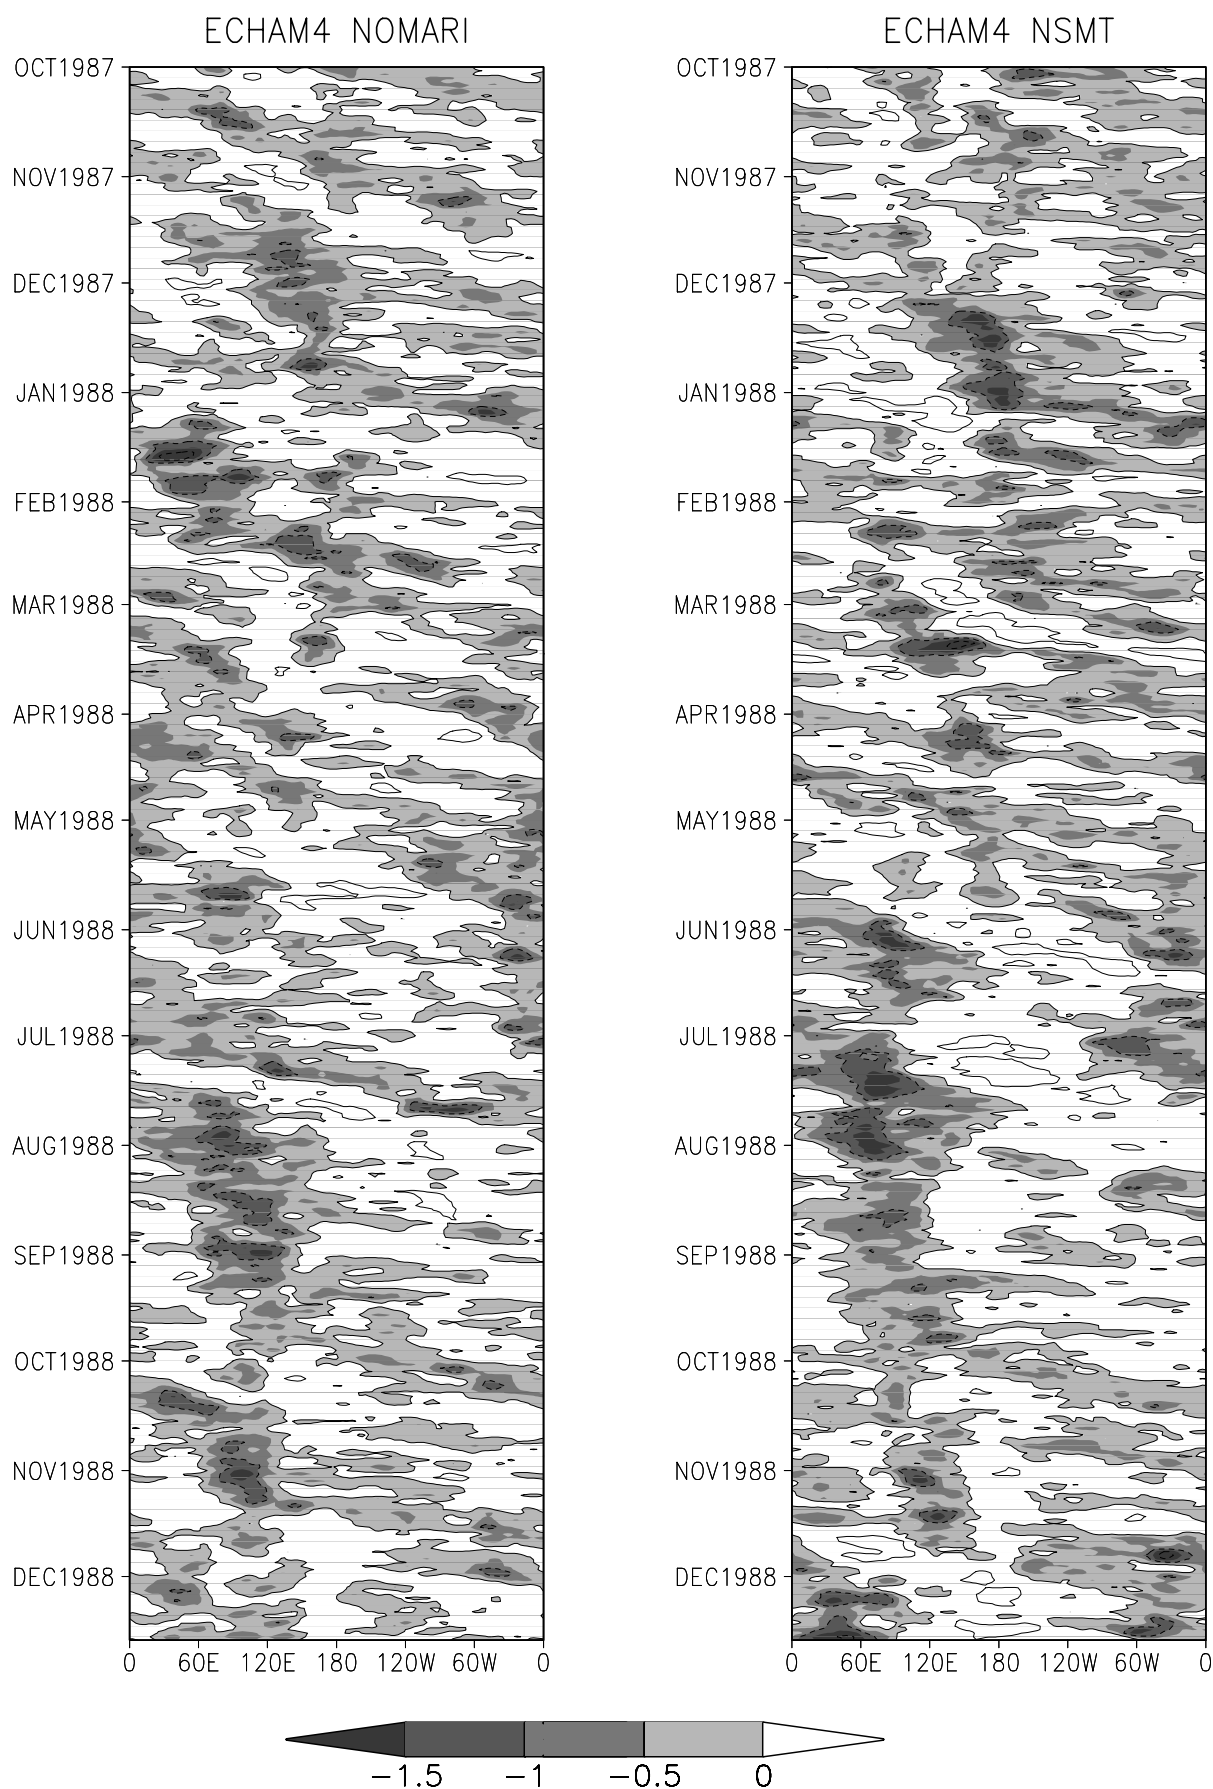 ECHAM4 NOMARI
OCT1987
NOV1987
DEC1987
JAN1988
FEB1988
MAR1988
APR1988
MAY1988
JUN1988
JUL1988
AUG1988
SEP1988
OCT1988
NOV1988
DEC1988
0 60E 120E 180 120W 60W 0
ECHAM4 NSMT
OCT1987
NOV1987
DEC1987
JAN1988
FEB1988
MAR1988
APR1988
MAY1988
JUN1988
JUL1988
AUG1988
SEP1988
OCT1988
NOV1988
DEC1988
0 60E 120E 180 120W 60W 0
−1.5 −1 −0.5 0